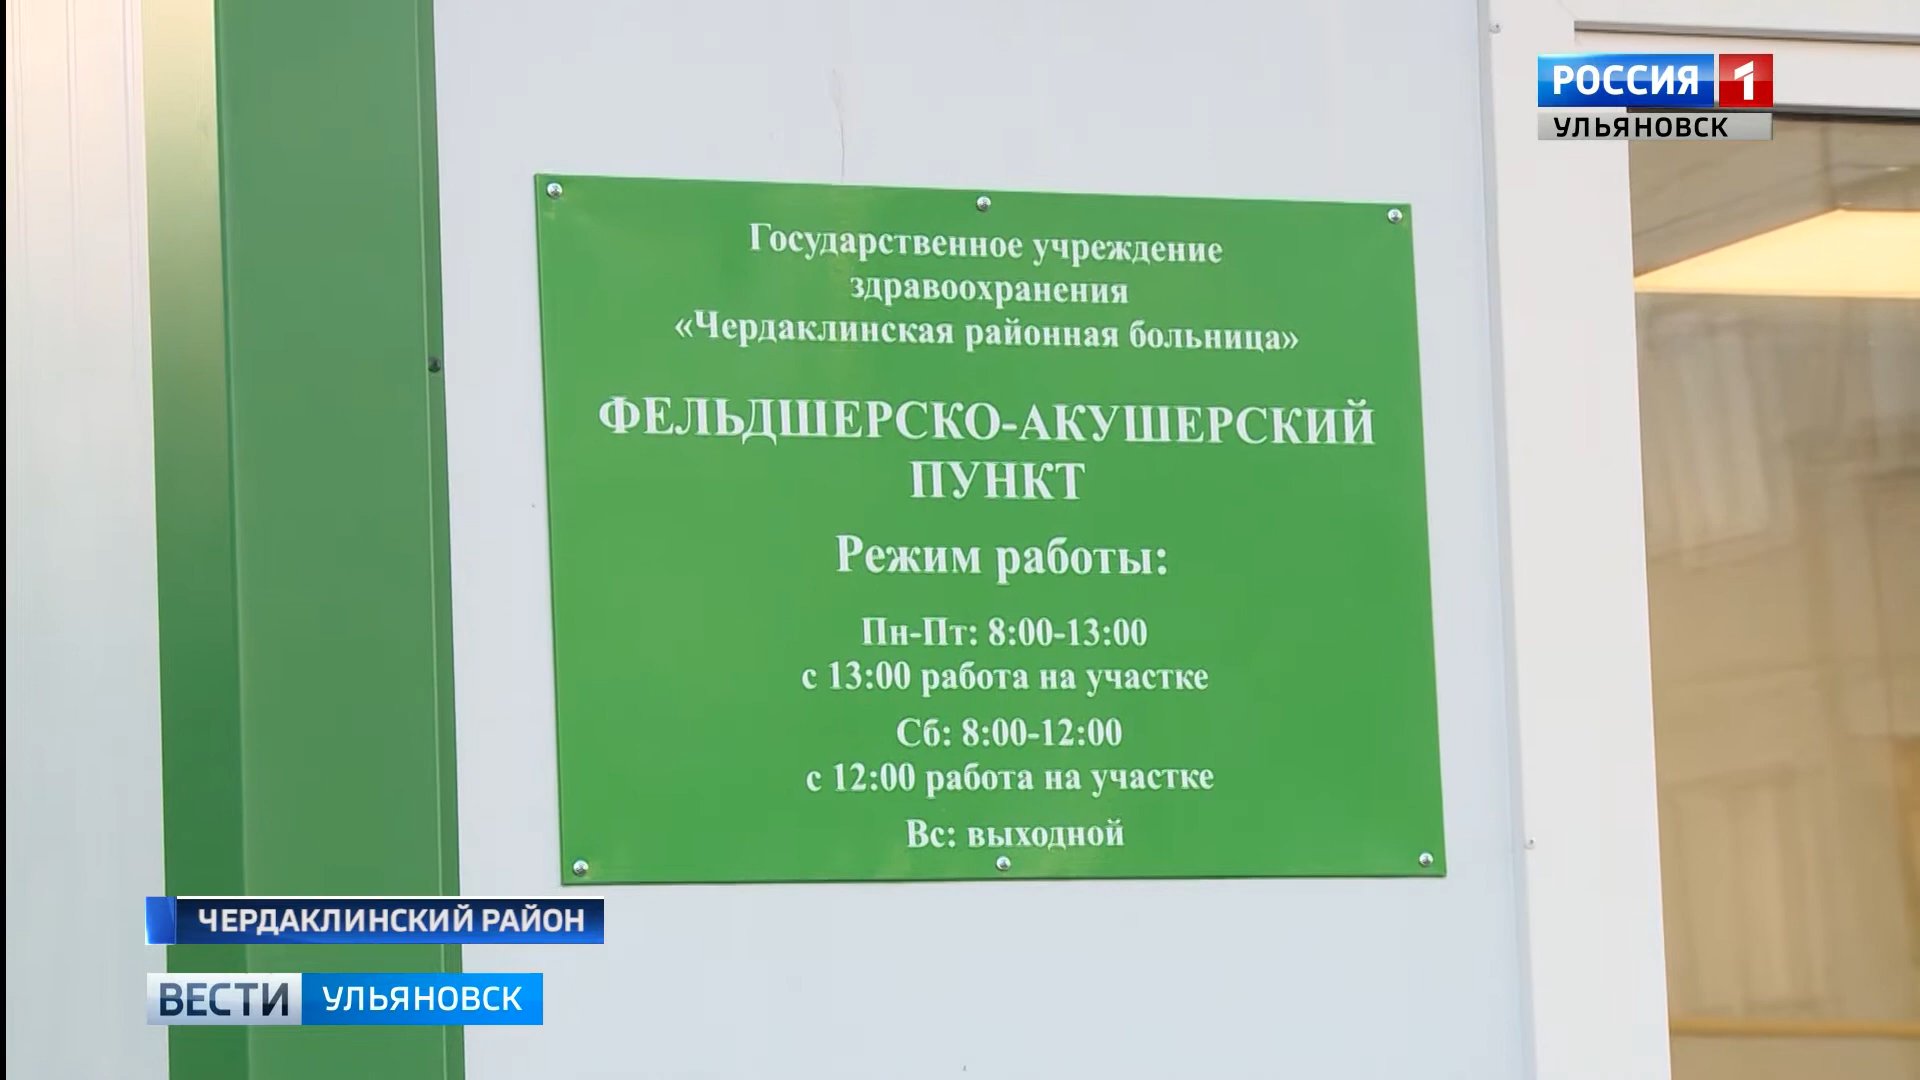 РОССИЯ 1
УЛЬЯНОВСК
Государственное учреждение
здравоохранения
«Чердаклинская районная больница»
ФЕЛЬДШЕРСКО-АКУШЕРСКИЙ
ПУНКТ
Режим работы:
Пн-Пт: 8:00-13:00
с 13:00 работа на участке
Сб: 8:00-12:00
с 12:00 работа на участке
Вс: выходной
ЧЕРДАКЛИНСКИЙ РАЙОН
ВЕСТИ УЛЬЯНОВСК